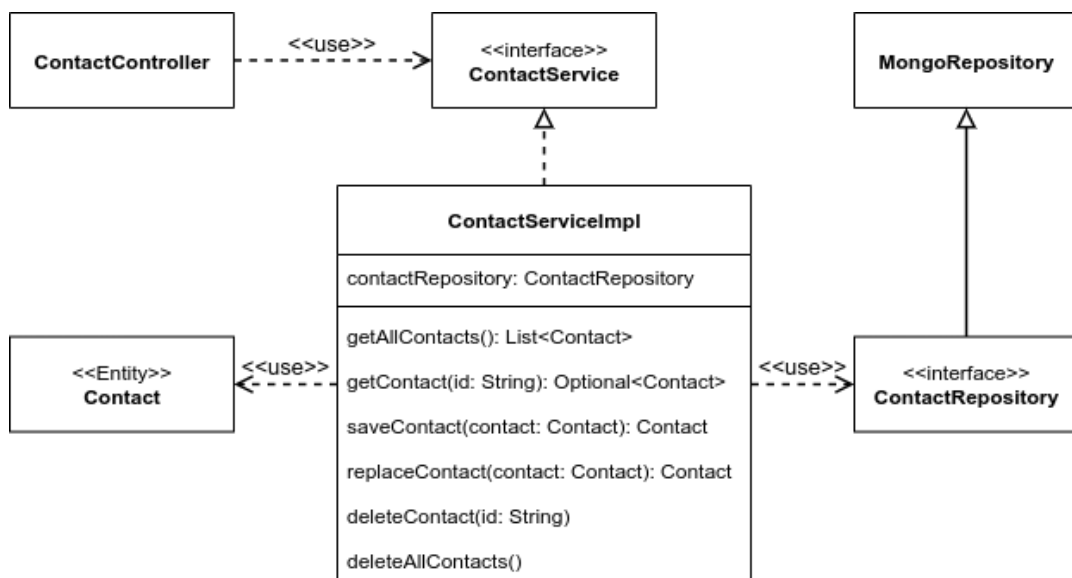 ContactController
<<use>>
<<interface>>
ContactService
MongoRepository
ContactServiceImpl
contactRepository: ContactRepository
getAllContacts(): List<Contact>
getContact(id: String): Optional<Contact>
saveContact(contact: Contact): Contact
replaceContact(contact: Contact): Contact
deleteContact(id: String)
deleteAllContacts()
<<Entity>>
Contact
<<use>>
<<use>>
<<interface>>
ContactRepository